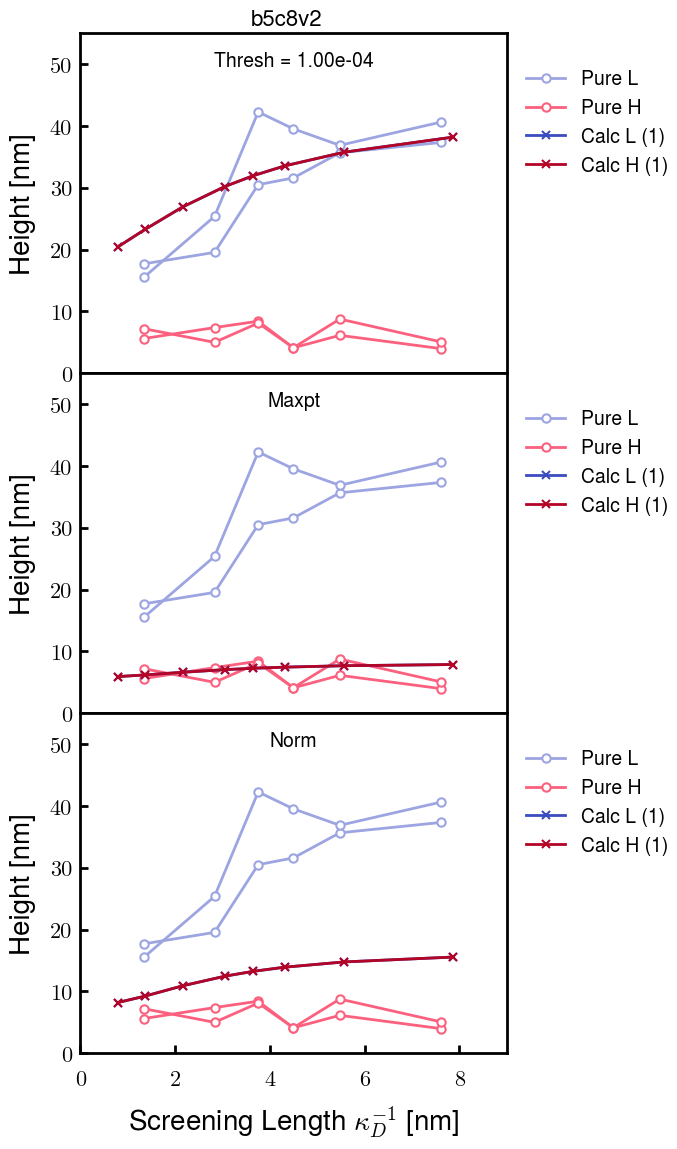 b5c8v2
Thresh = 1.00e-04
Height [nm]
50
40
30
20
10
0
Pure L
Pure H
Calc L (1)
Calc H (1)
Maxpt
Height [nm]
50
40
30
20
10
0
Pure L
Pure H
Calc L (1)
Calc H (1)
Norm
Height [nm]
50
40
30
20
10
0
Pure L
Pure H
Calc L (1)
Calc H (1)
0 2 4 6 8
Screening Length κ_D^{-1} [nm]